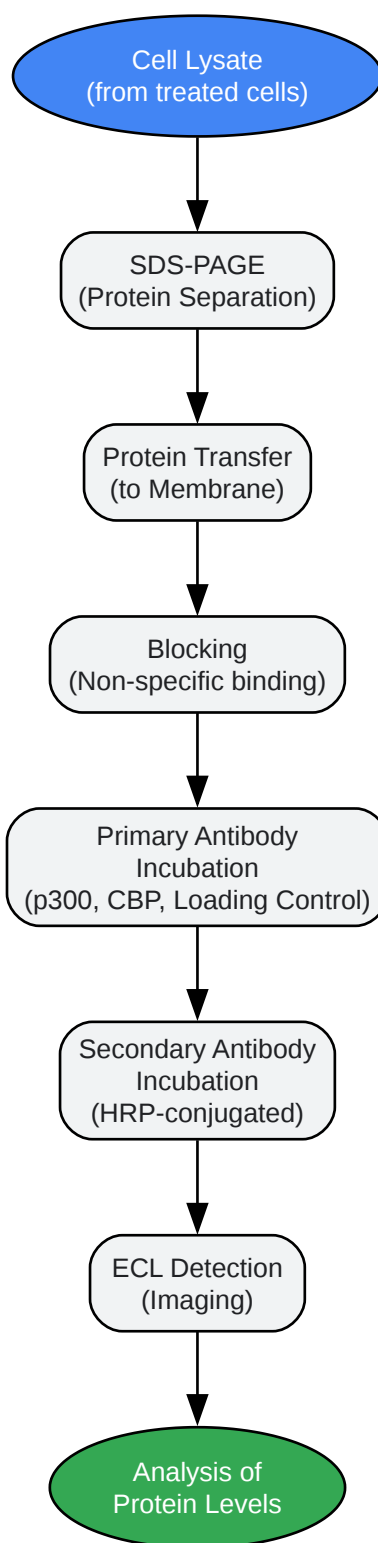 Cell Lysate
(from treated cells)
SDS-PAGE
(Protein Separation)
Protein Transfer
(to Membrane)
Blocking
(Non-specific binding)
Primary Antibody
Incubation
(p300, CBP, Loading Control)
Secondary Antibody
Incubation
(HRP-conjugated)
ECL Detection
(Imaging)
Analysis of
Protein Levels